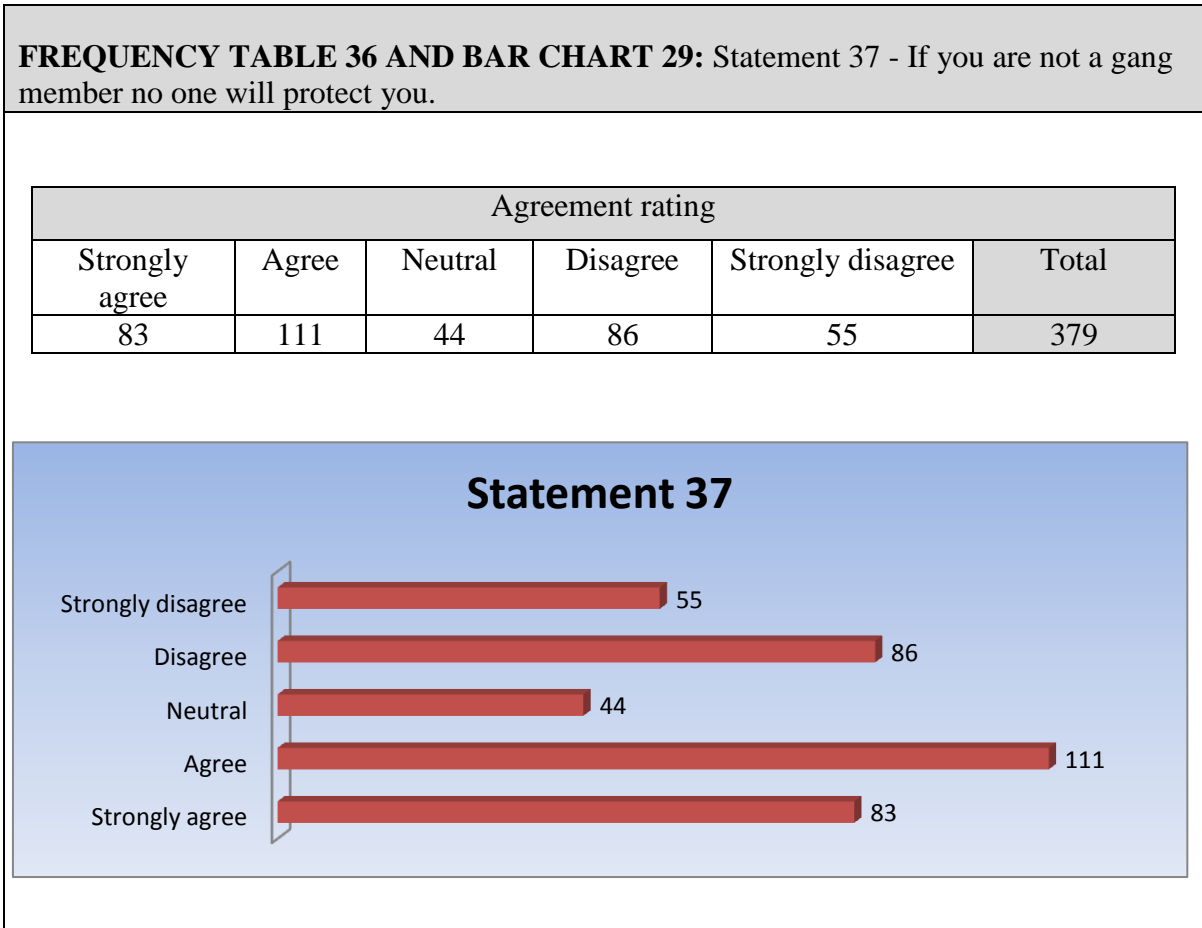 FREQUENCY TABLE 36 AND BAR CHART 29: Statement 37 - If you are not a gang
member no one will protect you.
Agreement rating
Strongly agree Agree Neutral Disagree Strongly disagree Total
83 111 44 86 55 379
Statement 37
Strongly disagree 55
Disagree 86
Neutral 44
Agree 111
Strongly agree 83